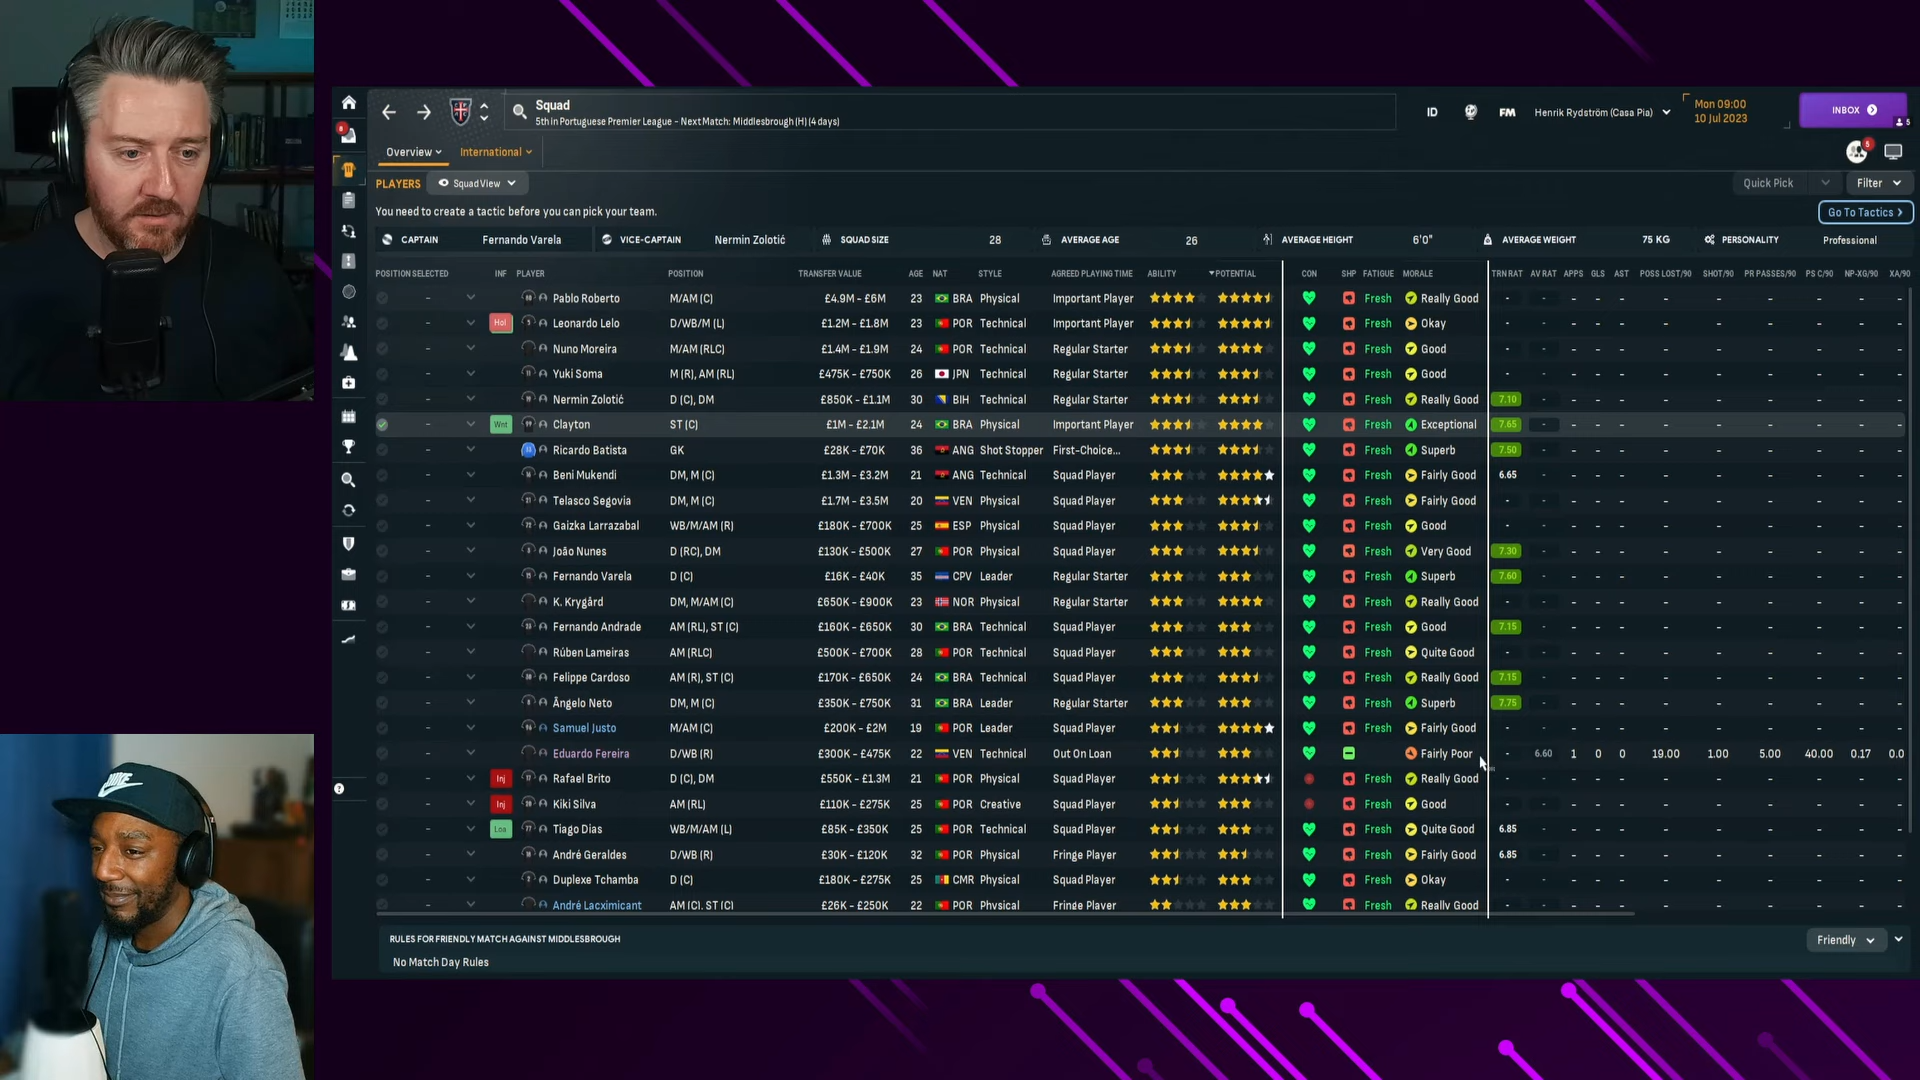 Squad
5th in Portuguese Premier League - Next Match: Middlesbrough (H) (4 days)
ID FM Henrik Rydström (Casa Pia) Mon 09:00 10 Jul 2023 INBOX 5
8
Overview International 5
PLAYERS Squad View Quick Pick Filter
You need to create a tactic before you can pick your team. Go To Tactics >
CAPTAIN Fernando Varela VICE-CAPTAIN Nermin Zolotić SQUAD SIZE 28 AVERAGE AGE 26 AVERAGE HEIGHT 6'0" AVERAGE WEIGHT 75 KG PERSONALITY Professional
POSITION SELECTED INF PLAYER POSITION TRANSFER VALUE AGE NAT STYLE AGREED PLAYING TIME ABILITY POTENTIAL CON SHP FATIGUE MORALE TRN RAT AV RAT APPS GLS AST POSS LOST/90 SHOT/90 PR PASSES/90 PS C/90 NP-XG/90 XA/90
- Pablo Roberto M/AM (C) £4.9M - £6M 23 BRA Physical Important Player Fresh Really Good - - - - - - - - - - -
- Hol Leonardo Lelo D/WB/M (L) £1.2M - £1.8M 23 POR Technical Important Player Fresh Okay - - - - - - - - - - -
- Nuno Moreira M/AM (RLC) £1.4M - £1.9M 24 POR Technical Regular Starter Fresh Good - - - - - - - - - - -
- Yuki Soma M (R), AM (RL) £475K - £750K 26 JPN Technical Regular Starter Fresh Good - - - - - - - - - - -
- Nermin Zolotić D (C), DM £850K - £1.1M 30 BIH Technical Regular Starter Fresh Really Good 7.10 - - - - - - - - - -
- Wnt Clayton ST (C) £1M - £2.1M 24 BRA Physical Important Player Fresh Exceptional 7.65 - - - - - - - - - -
- Ricardo Batista GK £28K - £70K 36 ANG Shot Stopper First-Choice... Fresh Superb 7.50 - - - - - - - - - -
- Beni Mukendi DM, M (C) £1.3M - £3.2M 21 ANG Technical Squad Player Fresh Fairly Good 6.65 - - - - - - - - - -
- Telasco Segovia DM, M (C) £1.7M - £3.5M 20 VEN Physical Squad Player Fresh Fairly Good - - - - - - - - - - -
- Gaizka Larrazabal WB/M/AM (R) £180K - £700K 25 ESP Physical Squad Player Fresh Good - - - - - - - - - - -
- João Nunes D (RC), DM £130K - £500K 27 POR Physical Squad Player Fresh Very Good 7.30 - - - - - - - - - -
- Fernando Varela D (C) £16K - £40K 35 CPV Leader Regular Starter Fresh Superb 7.60 - - - - - - - - - -
- K. Krygård DM, M/AM (C) £650K - £900K 23 NOR Physical Regular Starter Fresh Really Good - - - - - - - - - - -
- Fernando Andrade AM (RL), ST (C) £160K - £650K 30 BRA Technical Squad Player Fresh Good 7.15 - - - - - - - - - -
- Rúben Lameiras AM (RLC) £500K - £700K 28 POR Technical Squad Player Fresh Quite Good - - - - - - - - - - -
- Felippe Cardoso AM (R), ST (C) £170K - £650K 24 BRA Technical Squad Player Fresh Really Good 7.15 - - - - - - - - - -
- Ângelo Neto DM, M (C) £350K - £750K 31 BRA Leader Regular Starter Fresh Superb 7.75 - - - - - - - - - -
- Samuel Justo M/AM (C) £200K - £2M 19 POR Leader Squad Player Fresh Fairly Good - - - - - - - - - - -
- Eduardo Fereira D/WB (R) £300K - £475K 22 VEN Technical Out On Loan Fairly Poor - 6.60 1 0 0 19.00 1.00 5.00 40.00 0.17 0.0
- Inj Rafael Brito D (C), DM £550K - £1.3M 21 POR Physical Squad Player Fresh Really Good - - - - - - - - - - -
- Inj Kiki Silva AM (RL) £110K - £275K 25 POR Creative Squad Player Fresh Good - - - - - - - - - - -
- Loa Tiago Dias WB/M/AM (L) £85K - £350K 25 POR Technical Squad Player Fresh Quite Good 6.85 - - - - - - - - - -
- André Geraldes D/WB (R) £30K - £120K 32 POR Physical Fringe Player Fresh Fairly Good 6.85 - - - - - - - - - -
- Duplexe Tchamba D (C) £180K - £275K 25 CMR Physical Squad Player Fresh Okay - - - - - - - - - - -
- André Lacximicant AM (C), ST (C) £26K - £250K 22 POR Physical Fringe Player Fresh Really Good - - - - - - - - - - -
RULES FOR FRIENDLY MATCH AGAINST MIDDLESBROUGH Friendly
No Match Day Rules